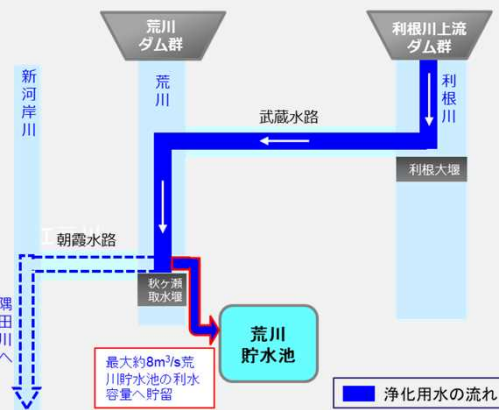 荒川
ダム群
利根川上流
ダム群
新河岸川
荒川
利根川
武蔵水路
利根大堰
朝霞水路
秋ヶ瀬
取水堰
隅田川へ
荒川
貯水池
最大約8m³/s荒
川貯水池の利水
容量へ貯留
浄化用水の流れ